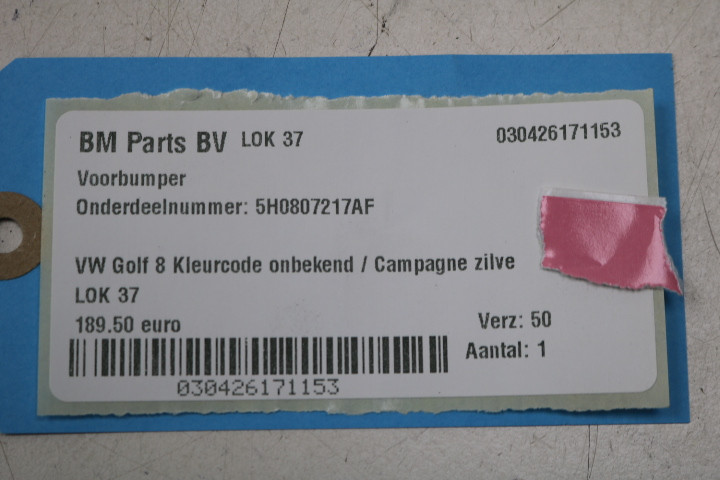 BM Parts BV LOK 37 030426171153
Voorbumper
Onderdeelnummer: 5H0807217AF
VW Golf 8 Kleurcode onbekend / Campagne zilve
LOK 37
189.50 euro Verz: 50
Aantal: 1
030426171153